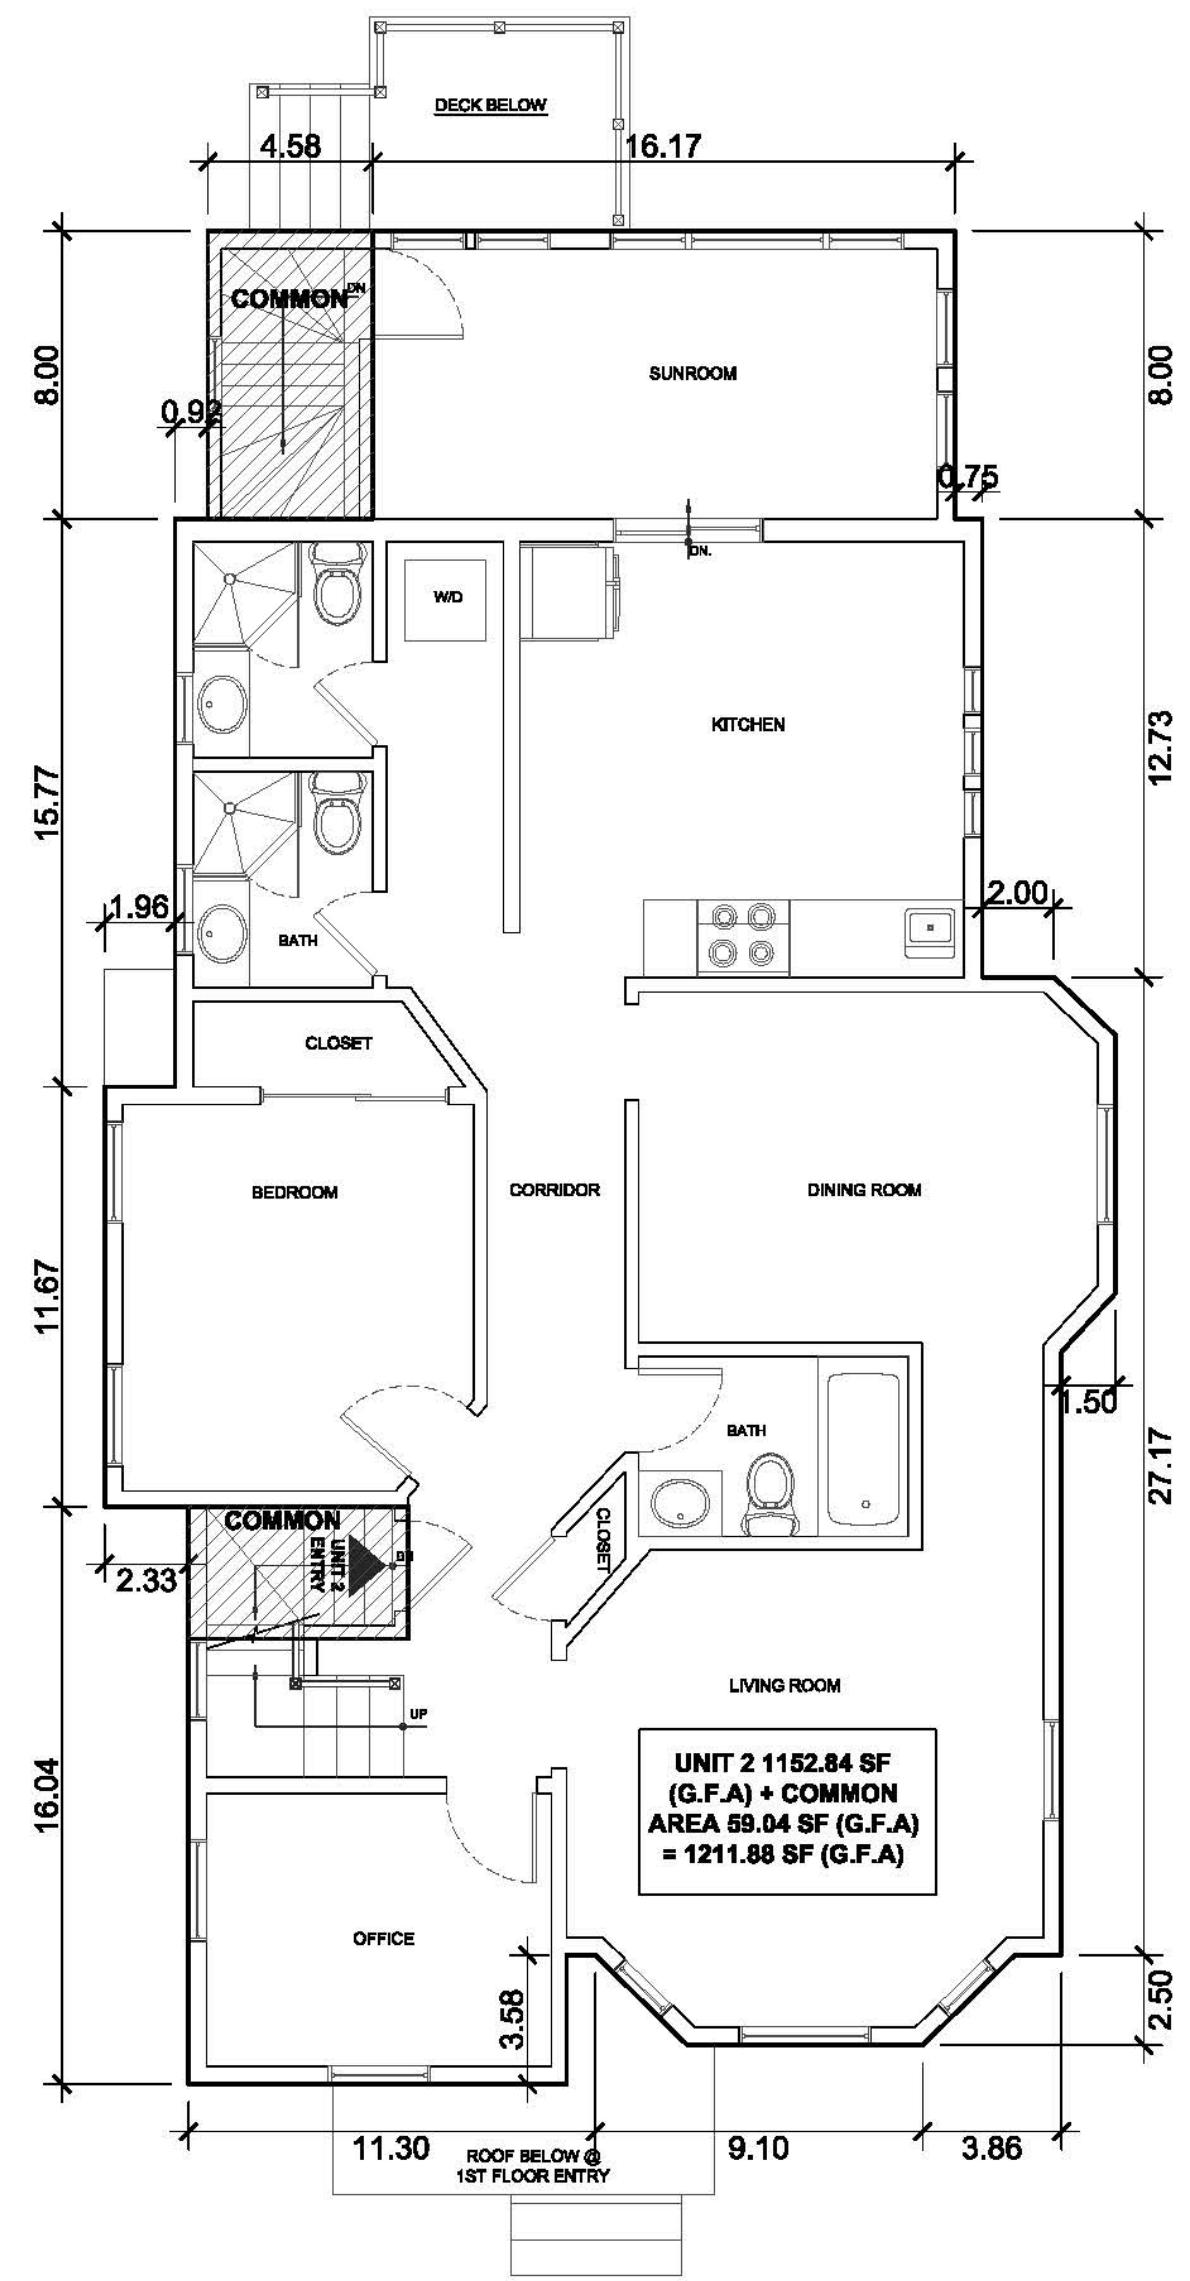 DECK BELOW
4.58
16.17
COMMON
DN
8.00
8.00
SUNROOM
0.92
0.75
DN.
W/D
KITCHEN
12.73
15.77
1.96
2.00
BATH
CLOSET
BEDROOM
CORRIDOR
DINING ROOM
11.67
1.50
BATH
27.17
COMMON
UNIT 2
ENTRY
DN
CLOSET
2.33
LIVING ROOM
UP
UNIT 2 1152.84 SF
(G.F.A) + COMMON
AREA 59.04 SF (G.F.A)
= 1211.88 SF (G.F.A)
16.04
OFFICE
3.58
2.50
11.30
9.10
3.86
ROOF BELOW @
1ST FLOOR ENTRY